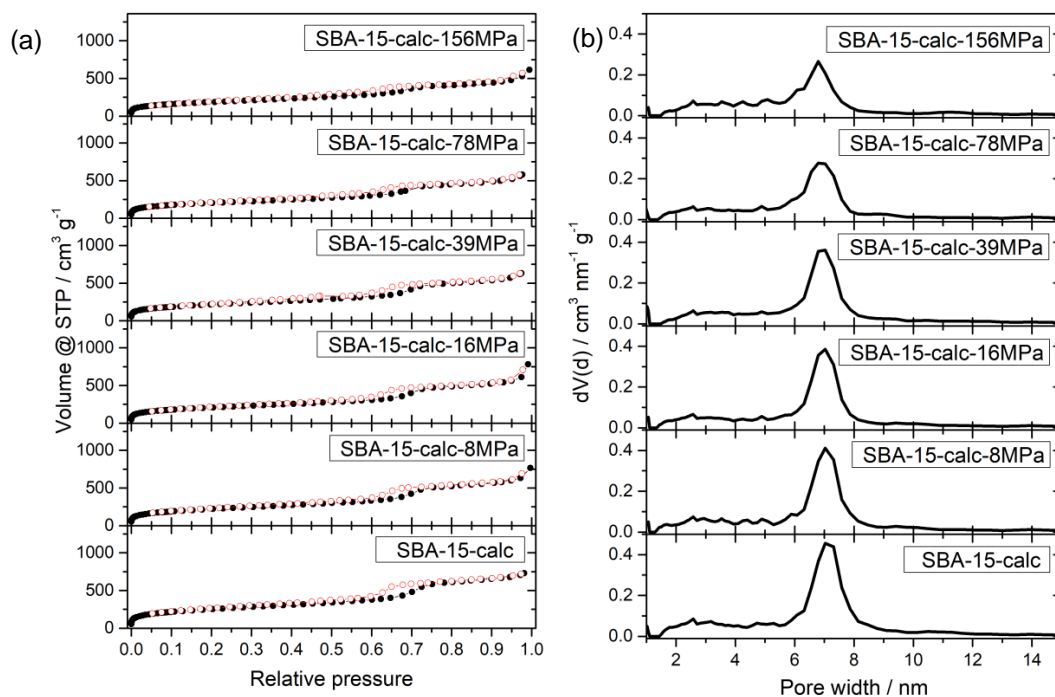 (a)
1250
1000
750
500
250
0
SBA-15-calc-156MPa
1000
500
0
SBA-15-calc-78MPa
1000
500
0
SBA-15-calc-39MPa
1000
500
0
SBA-15-calc-16MPa
1000
500
0
SBA-15-calc-8MPa
1000
750
500
250
0
SBA-15-calc
0.0 0.1 0.2 0.3 0.4 0.5 0.6 0.7 0.8 0.9 1.0
Relative pressure
Volume @ STP / cm³ g⁻¹
(b)
0.4
0.2
0.0
SBA-15-calc-156MPa
0.4
0.2
0.0
SBA-15-calc-78MPa
0.4
0.2
0.0
SBA-15-calc-39MPa
0.4
0.2
0.0
SBA-15-calc-16MPa
0.4
0.2
0.0
SBA-15-calc-8MPa
0.4
0.2
0.0
SBA-15-calc
2 4 6 8 10 12 14
Pore width / nm
dV(d) / cm³ nm⁻¹ g⁻¹